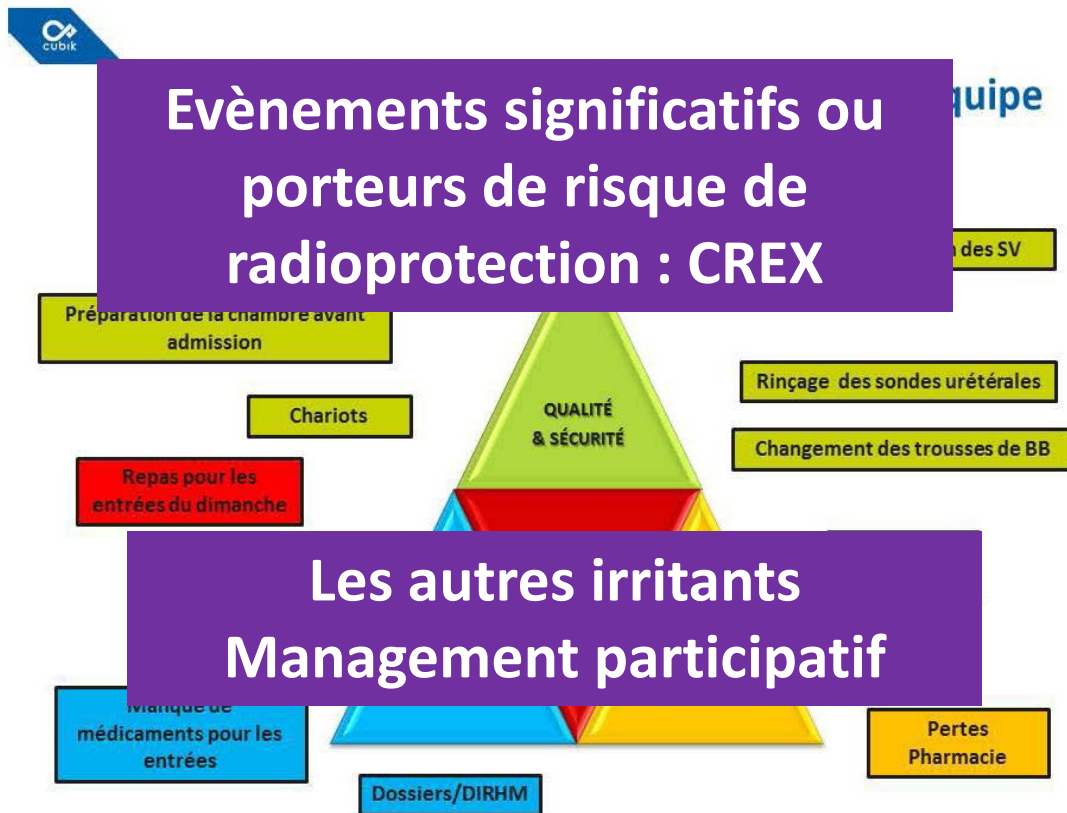 cubik
Evènements significatifs ou
porteurs de risque de
radioprotection : CREX
quipe
des SV
Préparation de la chambre avant
admission
Chariots
QUALITÉ
& SÉCURITÉ
Rinçage des sondes urétérales
Changement des trousses de BB
Repas pour les
entrées du dimanche
Les autres irritants
Management participatif
Manque de
médicaments pour les
entrées
Pertes
Pharmacie
Dossiers/DIRHM